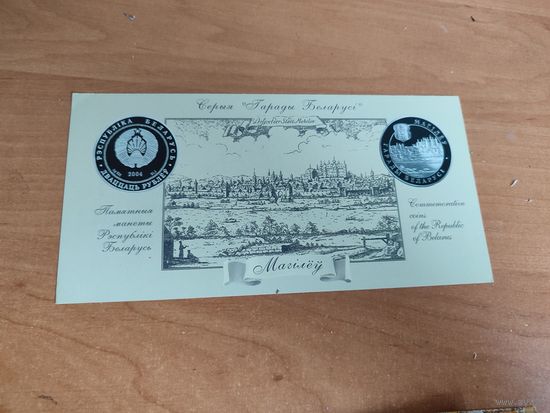 Серыя "Гарады Беларусі"
РЭСПУБЛІКА БЕЛАРУСЬ
2004
ДВАЦЦАЦЬ РУБЛЁЎ
МАГІЛЁЎ
ГАРАДЫ БЕЛАРУСІ
Памятныя
манеты
Рэспублікі
Беларусь
Commemorative
coins
of the Republic
of Belarus
Магілёў